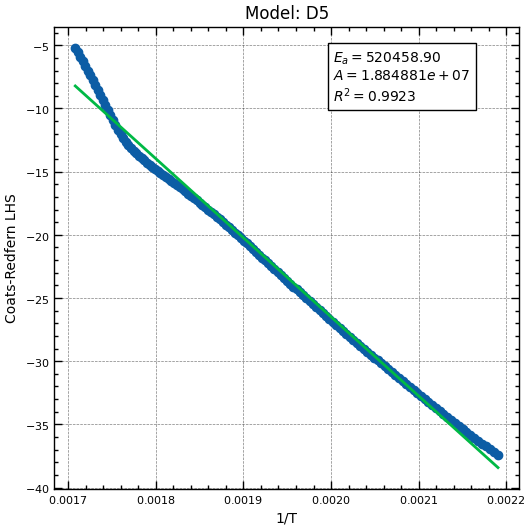 Model: D5
Coats-Redfern LHS
−5
−10
−15
−20
−25
−30
−35
−40
E_a = 520458.90
A = 1.884881e + 07
R² = 0.9923
0.0017 0.0018 0.0019 0.0020 0.0021 0.0022
1/T